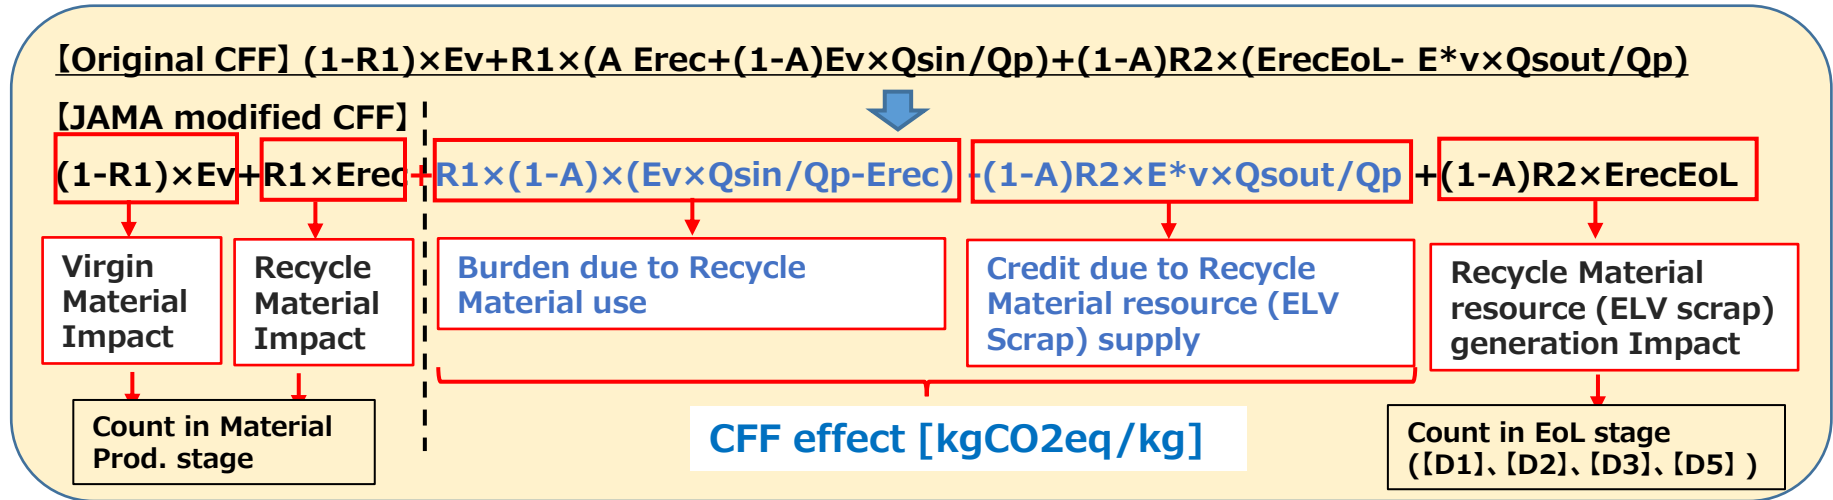 【Original CFF】 (1-R1)×Ev+R1×(A Erec+(1-A)Ev×Qsin/Qp)+(1-A)R2×(ErecEoL- E*v×Qsout/Qp)
【JAMA modified CFF】
(1-R1)×Ev+R1×Erec+R1×(1-A)×(Ev×Qsin/Qp-Erec) -(1-A)R2×E*v×Qsout/Qp +(1-A)R2×ErecEoL
Virgin
Material
Impact
Recycle
Material
Impact
Burden due to Recycle
Material use
Credit due to Recycle
Material resource (ELV
Scrap) supply
Recycle Material
resource (ELV scrap)
generation Impact
Count in Material
Prod. stage
CFF effect [kgCO2eq/kg]
Count in EoL stage
(【D1】、【D2】、【D3】、【D5】 )